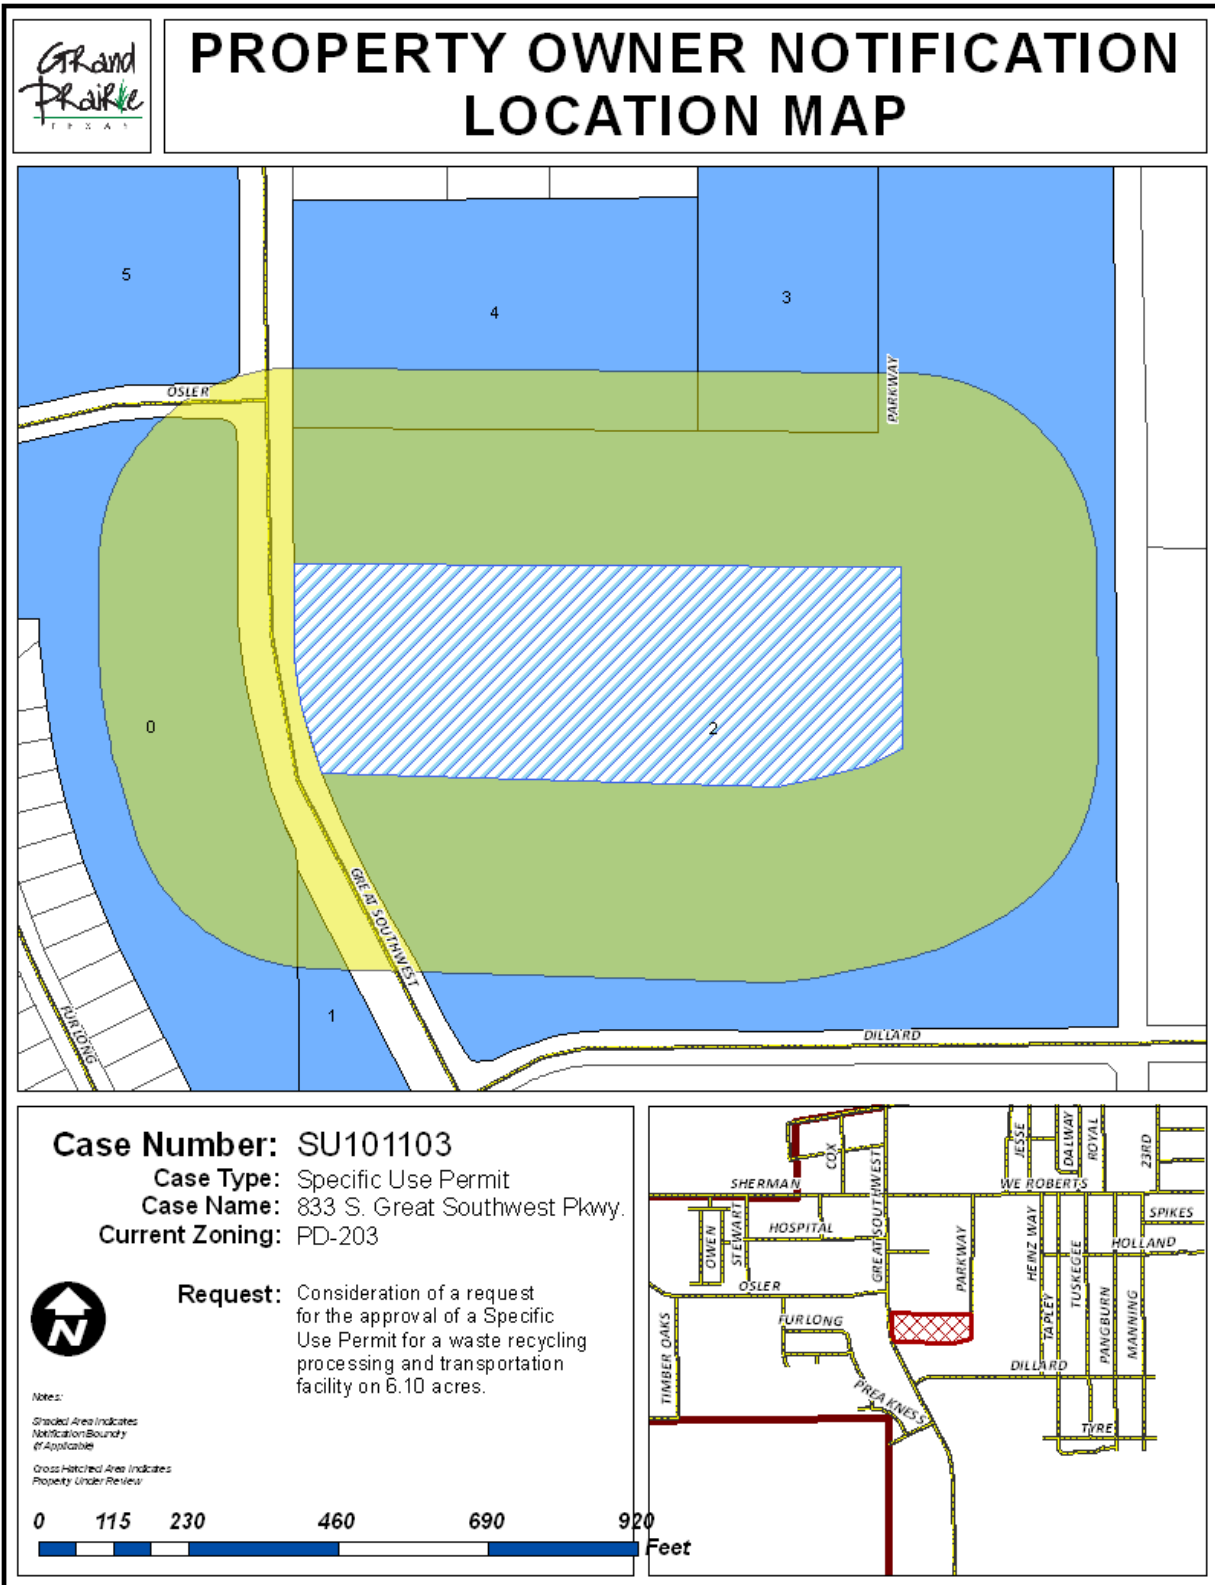 Grand
Prairie
TEXAS
PROPERTY OWNER NOTIFICATION
LOCATION MAP
5
4
3
OSLER
PARKWAY
0
2
GREAT SOUTHWEST
1
FURLONG
DILLARD
Case Number: SU101103
Case Type: Specific Use Permit
Case Name: 833 S. Great Southwest Pkwy.
Current Zoning: PD-203
Request: Consideration of a request
for the approval of a Specific
Use Permit for a waste recycling
processing and transportation
facility on 6.10 acres.
N
Notes:
Shaded Area Indicates
Notification Boundry
(If Applicable)
Cross Hatched Area Indicates
Property Under Review
0 115 230 460 690 920
Feet
COX
JESSE
DALWAY
ROYAL
23RD
SHERMAN
WE ROBERTS
GREAT SOUTHWEST
SPIKES
OWEN
STEWART
HOSPITAL
PARKWAY
HEINZ WAY
TUSKEGEE
HOLLAND
OSLER
TIMBER OAKS
FURLONG
TAPLEY
PANGBURN
MANNING
DILLARD
PREAKNESS
TYRE